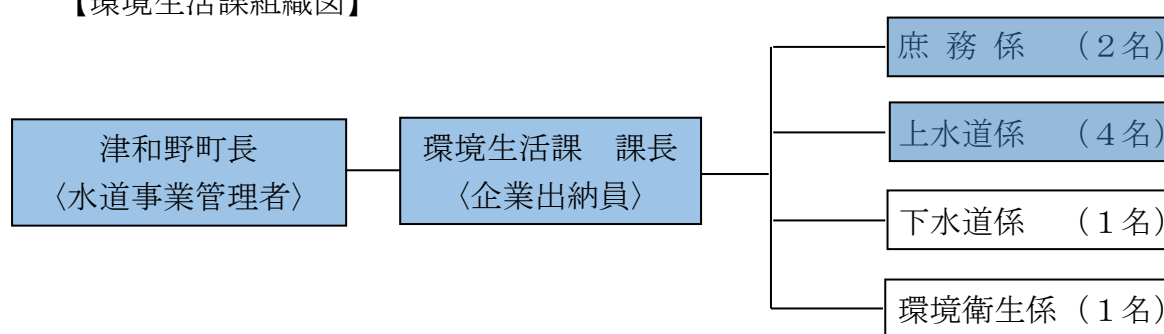 【環境生活課組織図】
庶 務 係 （２名）
上水道係 （４名）
津和野町長
〈水道事業管理者〉
環境生活課 課長
〈企業出納員〉
下水道係 （１名）
環境衛生係（１名）